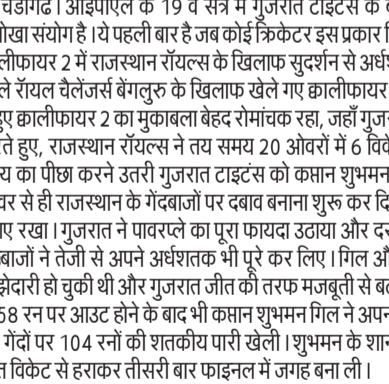 चंडीगढ़। आईपीएल के 19 वें सत्र में गुजरात टाइटंस के
ोखा संयोग है। ये पहली बार है जब कोई क्रिकेटर इस प्रकार
लीफायर 2 में राजस्थान रॉयल्स के खिलाफ सुदर्शन से अर्ध
ले रॉयल चैलेंजर्स बेंगलुरु के खिलाफ खेले गए क्वालीफायर
हुए क्वालीफायर 2 का मुकाबला बेहद रोमांचक रहा, जहाँ गुज
ते हुए, राजस्थान रॉयल्स ने तय समय 20 ओवरों में 6 विके
य का पीछा करने उतरी गुजरात टाइटंस को कप्तान शुभमन
वर से ही राजस्थान के गेंदबाजों पर दबाव बनाना शुरू कर दि
ए रखा। गुजरात ने पावरप्ले का पूरा फायदा उठाया और द
बाजों ने तेजी से अपने अर्धशतक भी पूरे कर लिए। गिल औ
झेदारी हो चुकी थी और गुजरात जीत की तरफ मजबूती से ब
58 रन पर आउट होने के बाद भी कप्तान शुभमन गिल ने अप
गेंदों पर 104 रनों की शतकीय पारी खेली। शुभमन के शान
त विकेट से हराकर तीसरी बार फाइनल में जगह बना ली।